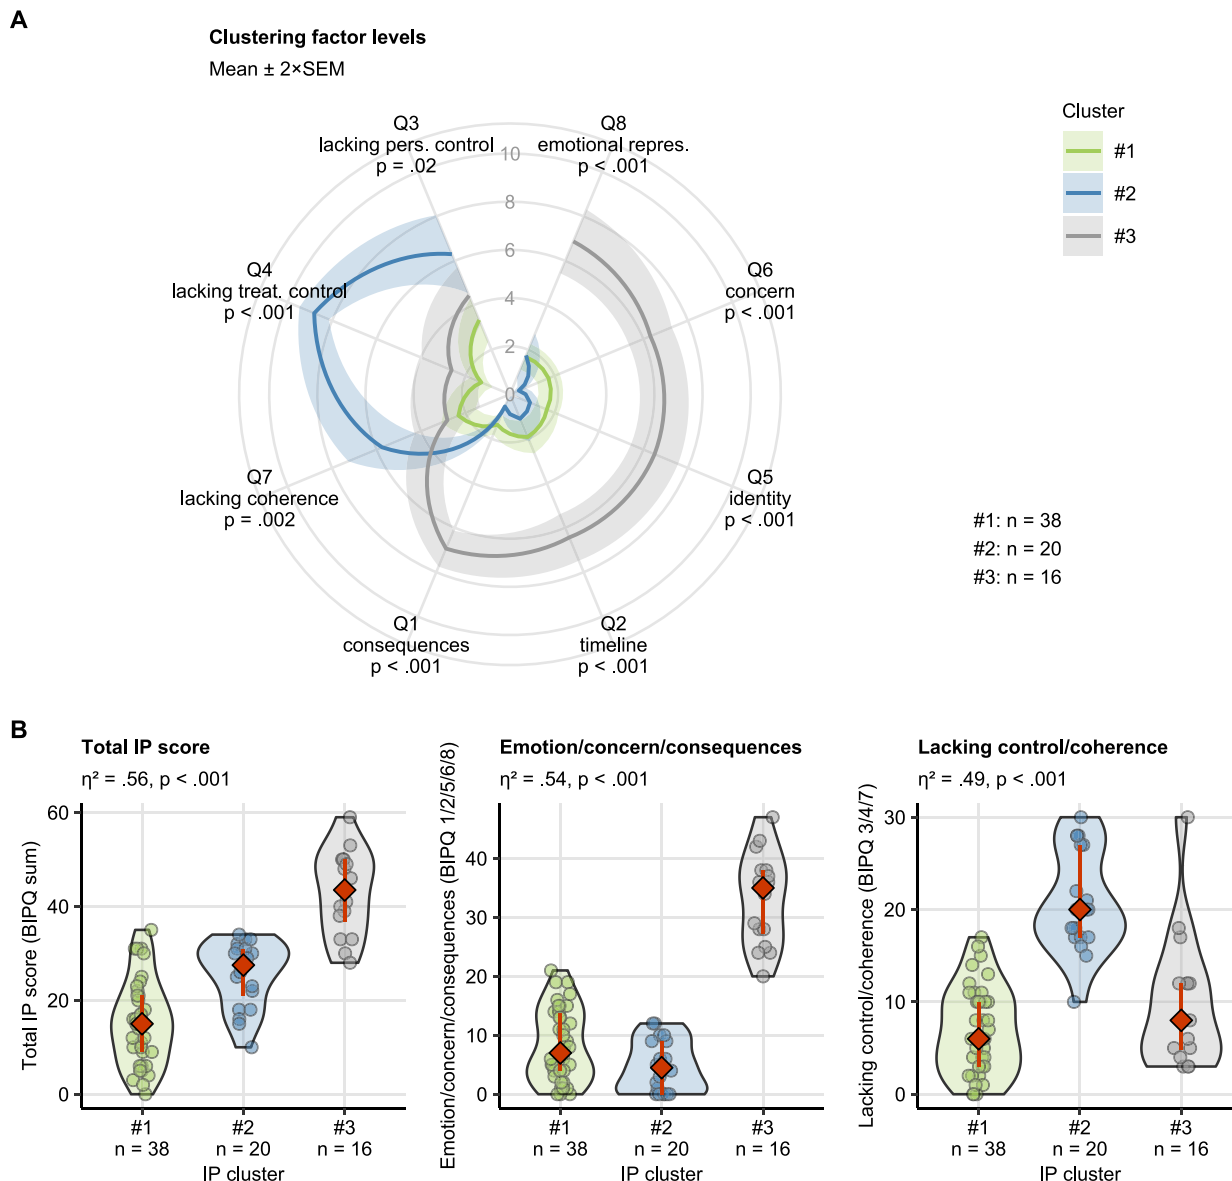 A
Clustering factor levels
Mean ± 2×SEM
Q3
lacking pers. control
p = .02
Q8
emotional repres.
p < .001
Q4
lacking treat. control
p < .001
Q6
concern
p < .001
Q7
lacking coherence
p = .002
Q5
identity
p < .001
Q1
consequences
p < .001
Q2
timeline
p < .001
10
8
6
4
2
0
Cluster
#1
#2
#3
#1: n = 38
#2: n = 20
#3: n = 16
B
Total IP score
η² = .56, p < .001
Total IP score (BIPQ sum)
60
40
20
0
#1
n = 38
#2
n = 20
#3
n = 16
IP cluster
Emotion/concern/consequences
η² = .54, p < .001
Emotion/concern/consequences (BIPQ 1/2/5/6/8)
40
30
20
10
0
#1
n = 38
#2
n = 20
#3
n = 16
IP cluster
Lacking control/coherence
η² = .49, p < .001
Lacking control/coherence (BIPQ 3/4/7)
30
20
10
0
#1
n = 38
#2
n = 20
#3
n = 16
IP cluster